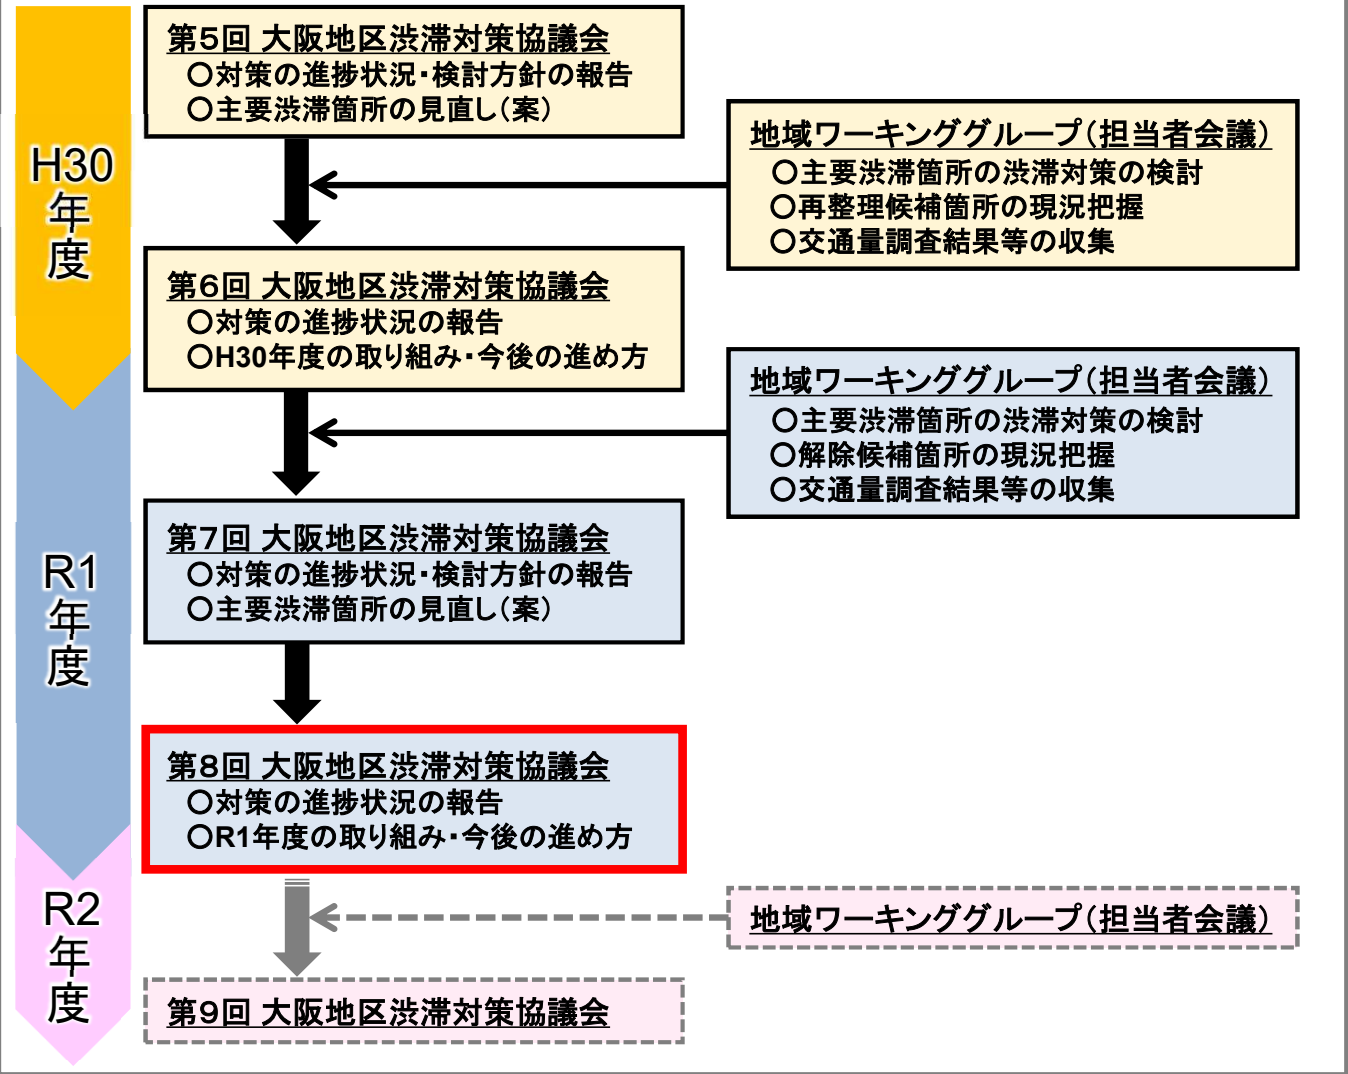 H30
年
度
第5回 大阪地区渋滞対策協議会
○対策の進捗状況・検討方針の報告
○主要渋滞箇所の見直し（案）
地域ワーキンググループ（担当者会議）
○主要渋滞箇所の渋滞対策の検討
○再整理候補箇所の現況把握
○交通量調査結果等の収集
第6回 大阪地区渋滞対策協議会
○対策の進捗状況の報告
○H30年度の取り組み・今後の進め方
地域ワーキンググループ（担当者会議）
○主要渋滞箇所の渋滞対策の検討
○解除候補箇所の現況把握
○交通量調査結果等の収集
R1
年
度
第7回 大阪地区渋滞対策協議会
○対策の進捗状況・検討方針の報告
○主要渋滞箇所の見直し（案）
第8回 大阪地区渋滞対策協議会
○対策の進捗状況の報告
○R1年度の取り組み・今後の進め方
R2
年
度
地域ワーキンググループ（担当者会議）
第9回 大阪地区渋滞対策協議会